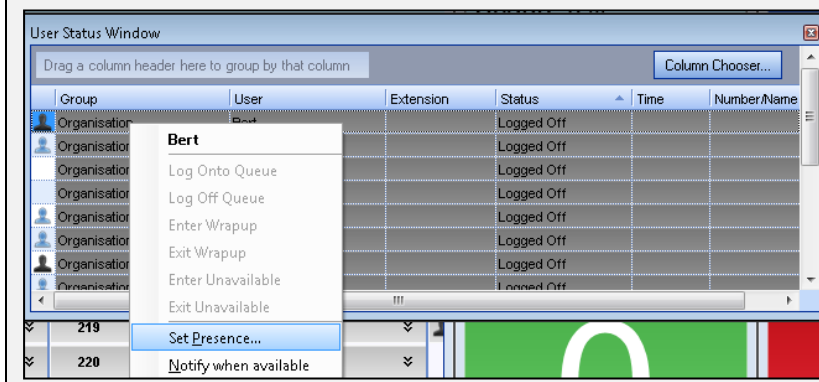 User Status Window
Drag a column header here to group by that column
Column Chooser...
Group User Extension Status Time Number/Name
Organisation Bert Logged Off
Organisation Logged Off
Organisation Logged Off
Organisation Logged Off
Organisation Logged Off
Organisation Logged Off
Organisation Logged Off
Organisation Logged Off
Bert
Log Onto Queue
Log Off Queue
Enter Wrapup
Exit Wrapup
Enter Unavailable
Exit Unavailable
Set Presence...
Notify when available
219
220